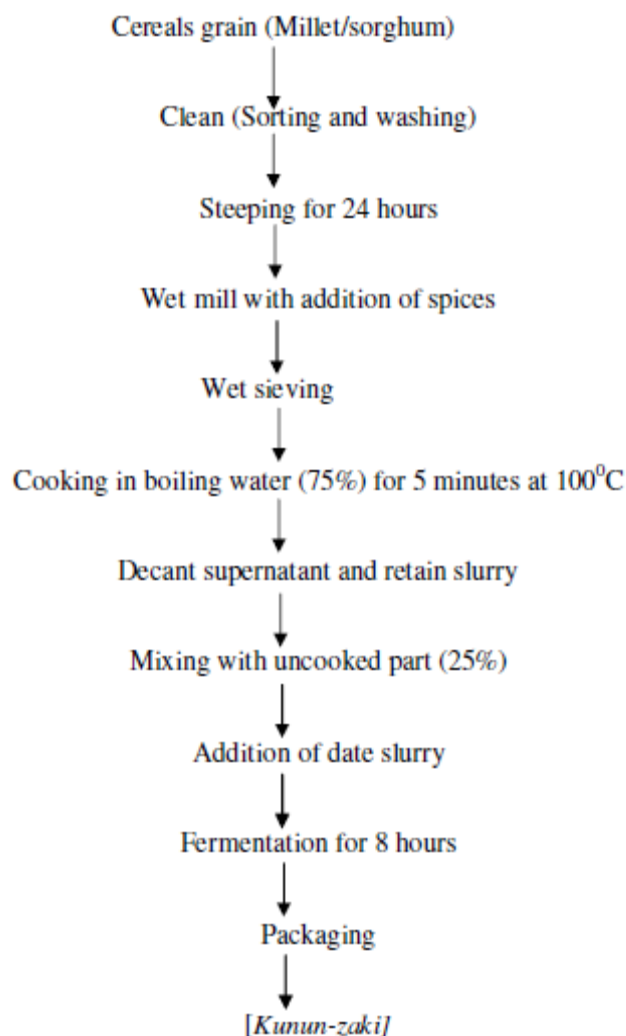 Cereals grain (Millet/sorghum)
Clean (Sorting and washing)
Steeping for 24 hours
Wet mill with addition of spices
Wet sieving
Cooking in boiling water (75%) for 5 minutes at 100⁰C
Decant supernatant and retain slurry
Mixing with uncooked part (25%)
Addition of date slurry
Fermentation for 8 hours
Packaging
[Kunun-zaki]